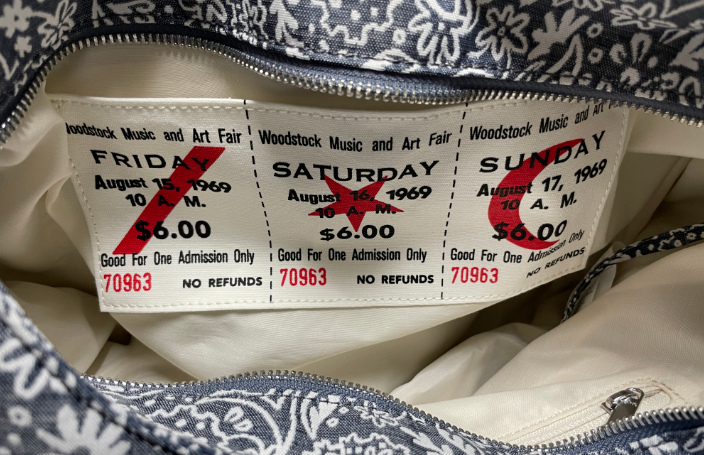 Woodstock Music and Art Fair
FRIDAY
August 15, 1969
10 A. M.
$6.00
Good For One Admission Only
70963 NO REFUNDS
Woodstock Music and Art Fair
SATURDAY
August 16, 1969
10 A. M.
$6.00
Good For One Admission Only
70963 NO REFUNDS
Woodstock Music and Art Fair
SUNDAY
August 17, 1969
10 A. M.
$6.00
Good For One Admission Only
70963 NO REFUNDS